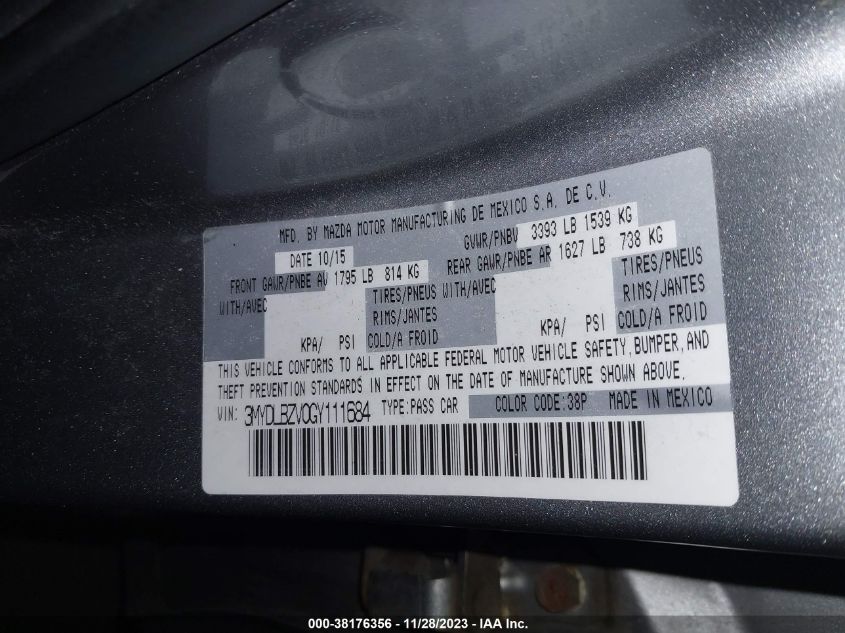 MFD. BY MAZDA MOTOR MANUFACTURING DE MEXICO S.A. DE C.V.
DATE 10/15 GVWR/PNBV 3393 LB 1539 KG
FRONT GAWR/PNBE AV 1795 LB 814 KG REAR GAWR/PNBE AR 1627 LB 738 KG
WITH/AVEC TIRES/PNEUS WITH/AVEC TIRES/PNEUS
RIMS/JANTES RIMS/JANTES
KPA/ PSI COLD/A FROID KPA/ PSI COLD/A FROID
THIS VEHICLE CONFORMS TO ALL APPLICABLE FEDERAL MOTOR VEHICLE SAFETY, BUMPER, AND
THEFT PREVENTION STANDARDS IN EFFECT ON THE DATE OF MANUFACTURE SHOWN ABOVE.
VIN: 3MYDLBZV0GY111684 TYPE:PASS CAR COLOR CODE:38P MADE IN MEXICO
000-38176356 - 11/28/2023 - IAA Inc.